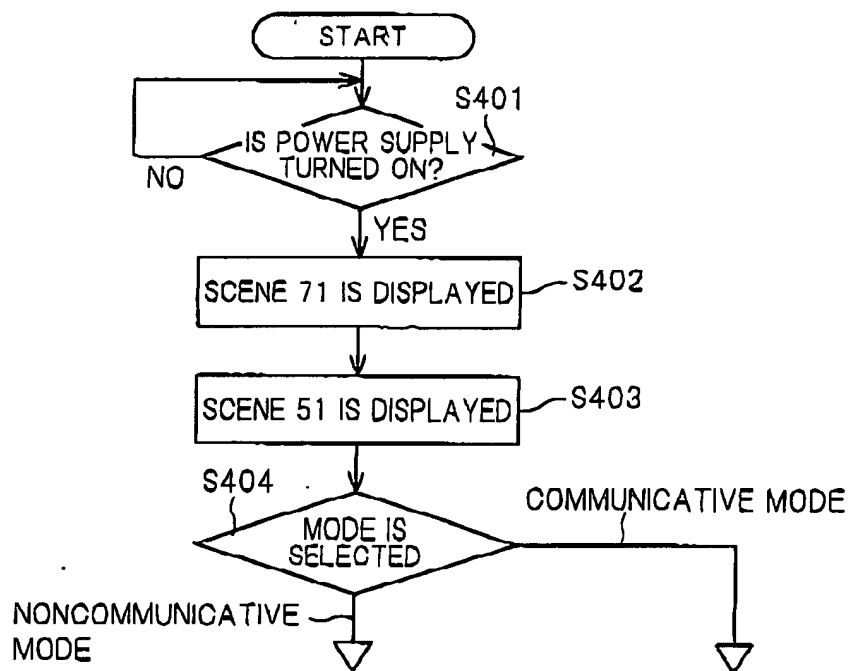 START
S401
IS POWER SUPPLY
TURNED ON?
NO
YES
SCENE 71 IS DISPLAYED
S402
SCENE 51 IS DISPLAYED
S403
S404
COMMUNICATIVE MODE
MODE IS
SELECTED
NONCOMMUNICATIVE
MODE